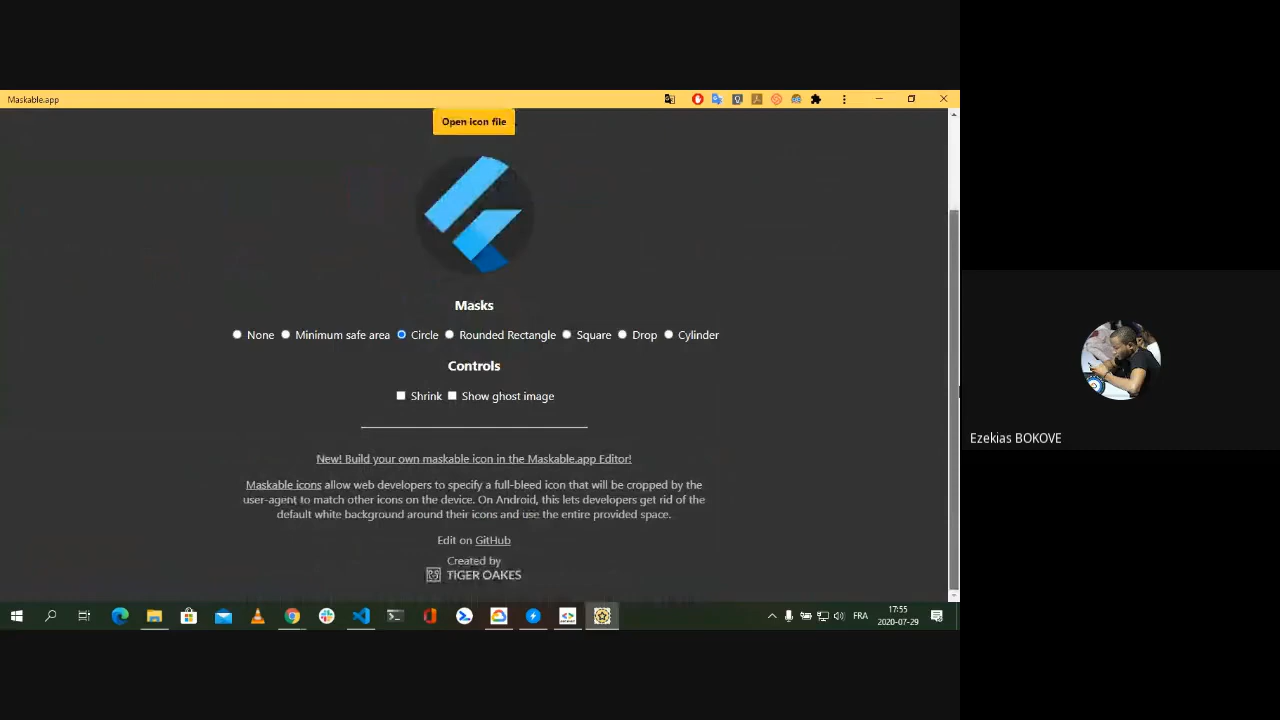 Maskable.app
Open icon file
Masks
None Minimum safe area Circle Rounded Rectangle Square Drop Cylinder
Controls
Shrink Show ghost image
New! Build your own maskable icon in the Maskable.app Editor!
Maskable icons allow web developers to specify a full-bleed icon that will be cropped by the
user-agent to match other icons on the device. On Android, this lets developers get rid of the
default white background around their icons and use the entire provided space.
Edit on GitHub
Created by
TIGER OAKES
FRA
17:55
2020-07-29
Ezekias BOKOVE